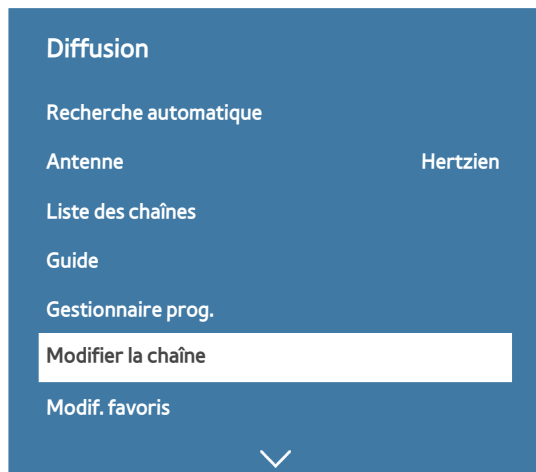 Diffusion
Recherche automatique
Antenne Hertzien
Liste des chaînes
Guide
Gestionnaire prog.
Modifier la chaîne
Modif. favoris